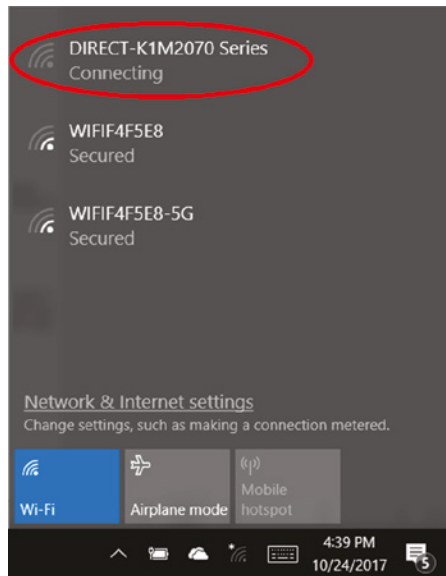 DIRECT-K1M2070 Series
Connecting
WIFIF4F5E8
Secured
WIFIF4F5E8-5G
Secured
Network & Internet settings
Change settings, such as making a connection metered.
Wi-Fi
Airplane mode
Mobile
hotspot
4:39 PM
10/24/2017
5